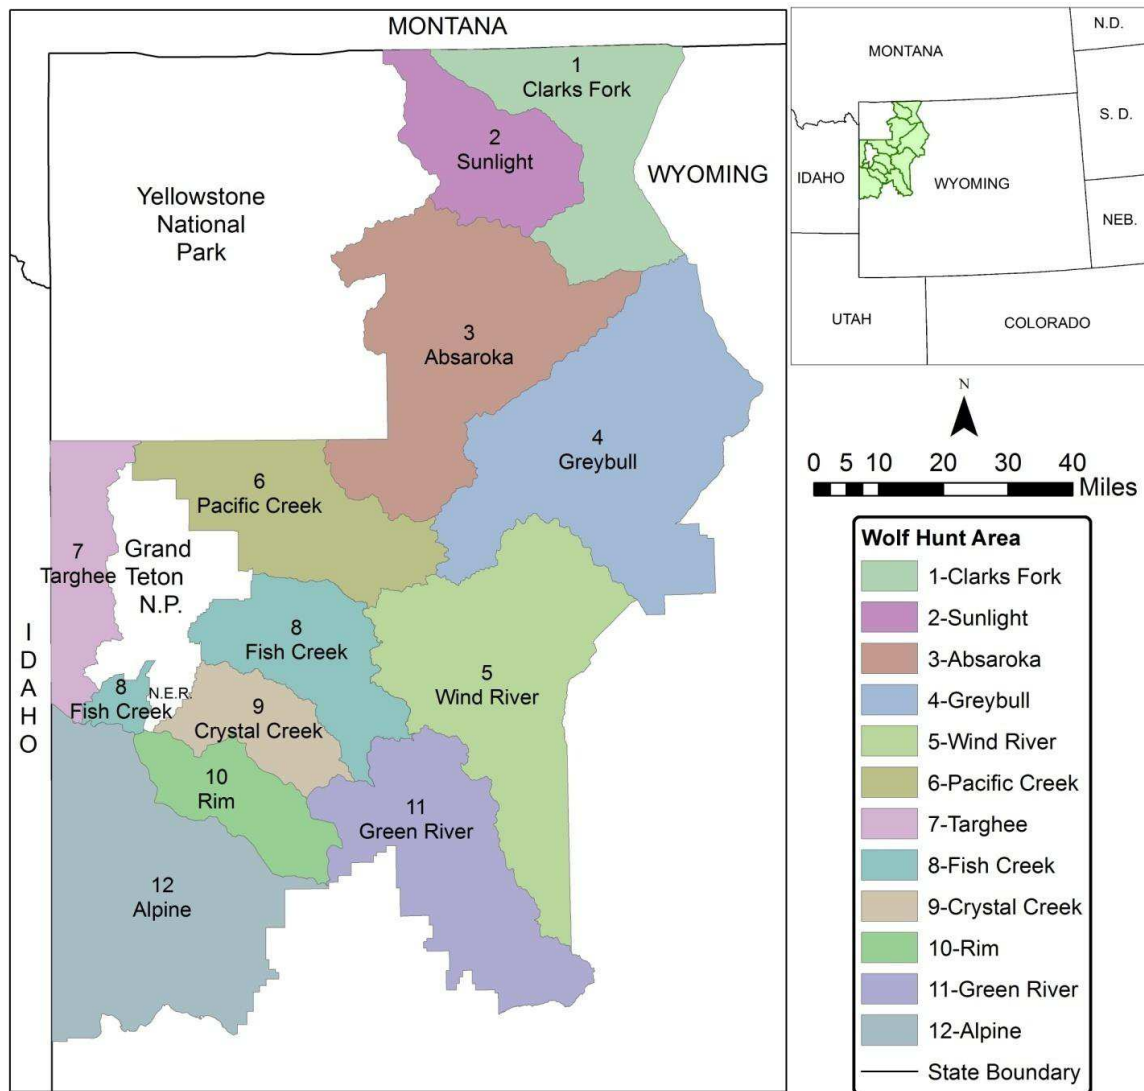 MONTANA
1
Clarks Fork
2
Sunlight
WYOMING
Yellowstone
National
Park
3
Absaroka
4
Greybull
6
Pacific Creek
7
Targhee
Grand
Teton
N.P.
8
Fish Creek
5
Wind River
8
Fish Creek
N.E.R.
9
Crystal Creek
10
Rim
11
Green River
12
Alpine
IDAHO
N.D.
MONTANA
S. D.
IDAHO
WYOMING
NEB.
UTAH
COLORADO
N
0 5 10 20 30 40
Miles
Wolf Hunt Area
1-Clarks Fork
2-Sunlight
3-Absaroka
4-Greybull
5-Wind River
6-Pacific Creek
7-Targhee
8-Fish Creek
9-Crystal Creek
10-Rim
11-Green River
12-Alpine
State Boundary